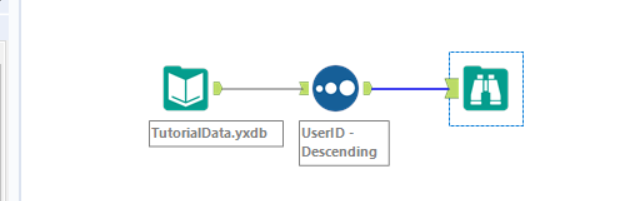 TutorialData.yxdb
UserID -
Descending